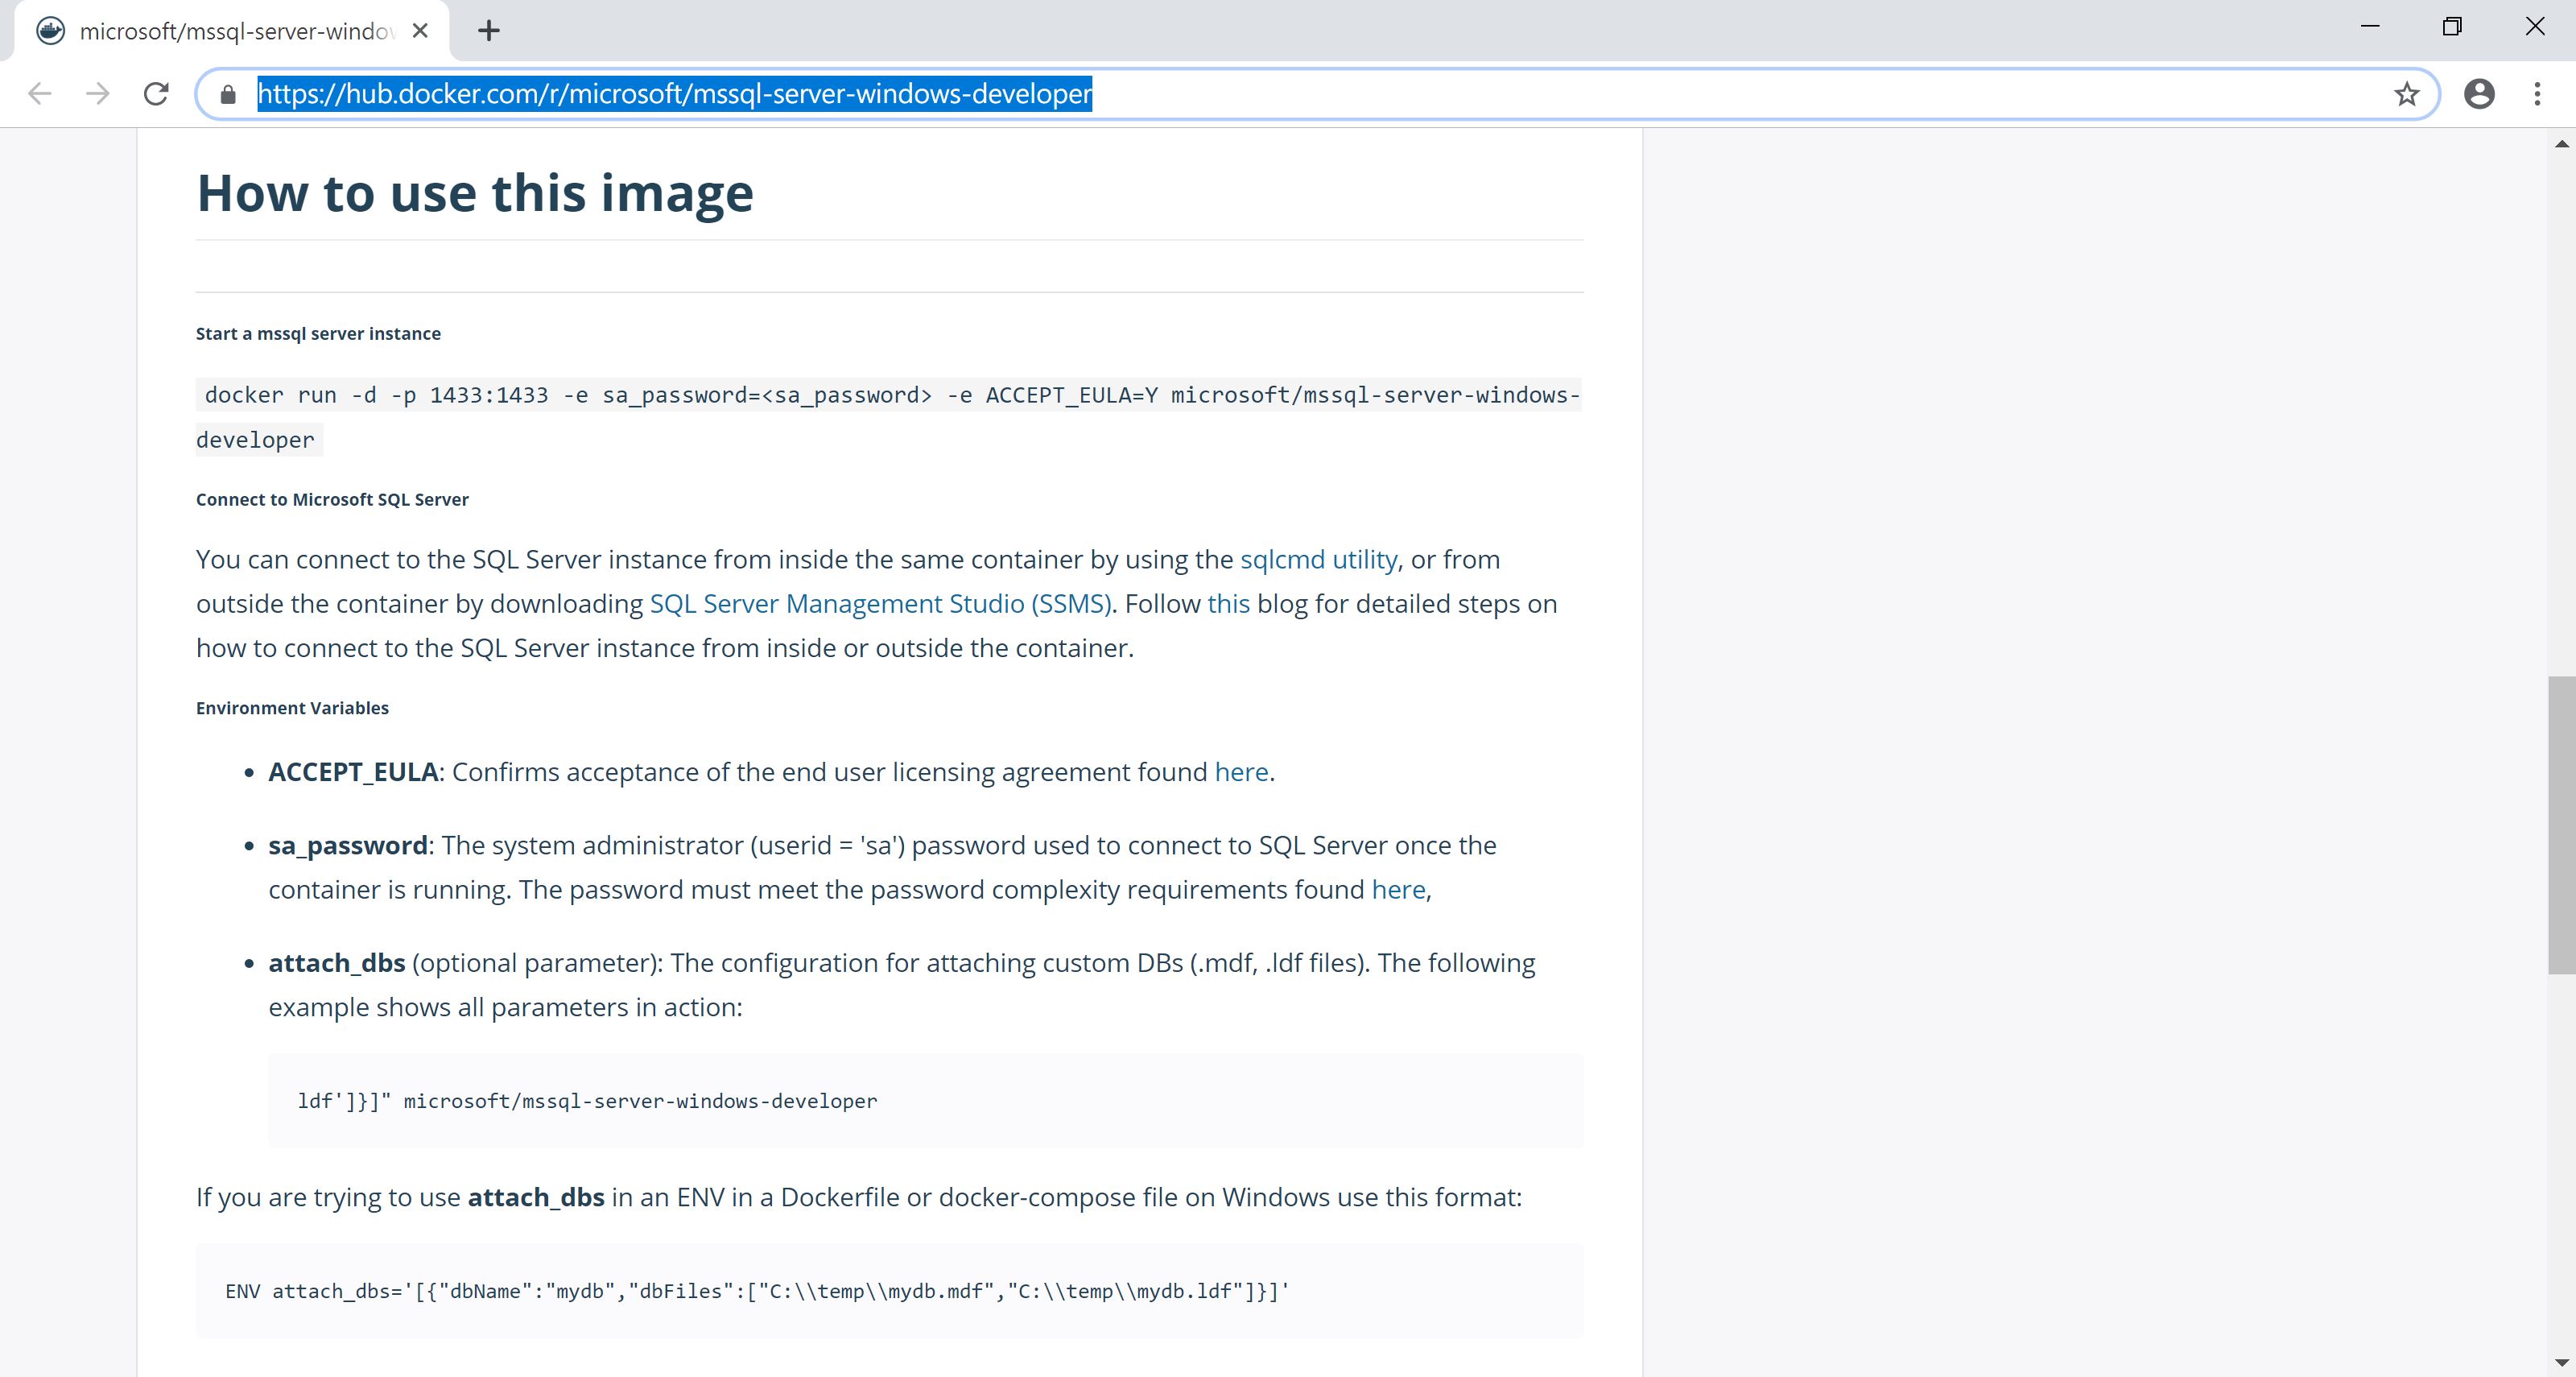 microsoft/mssql-server-window
https://hub.docker.com/r/microsoft/mssql-server-windows-developer
How to use this image
Start a mssql server instance
docker run -d -p 1433:1433 -e sa_password=<sa_password> -e ACCEPT_EULA=Y microsoft/mssql-server-windows-
developer
Connect to Microsoft SQL Server
You can connect to the SQL Server instance from inside the same container by using the sqlcmd utility, or from
outside the container by downloading SQL Server Management Studio (SSMS). Follow this blog for detailed steps on
how to connect to the SQL Server instance from inside or outside the container.
Environment Variables
• ACCEPT_EULA: Confirms acceptance of the end user licensing agreement found here.
• sa_password: The system administrator (userid = 'sa') password used to connect to SQL Server once the
container is running. The password must meet the password complexity requirements found here,
• attach_dbs (optional parameter): The configuration for attaching custom DBs (.mdf, .ldf files). The following
example shows all parameters in action:
ldf']}]" microsoft/mssql-server-windows-developer
If you are trying to use attach_dbs in an ENV in a Dockerfile or docker-compose file on Windows use this format:
ENV attach_dbs='[{"dbName":"mydb","dbFiles":["C:\\temp\\mydb.mdf","C:\\temp\\mydb.ldf"]}]'